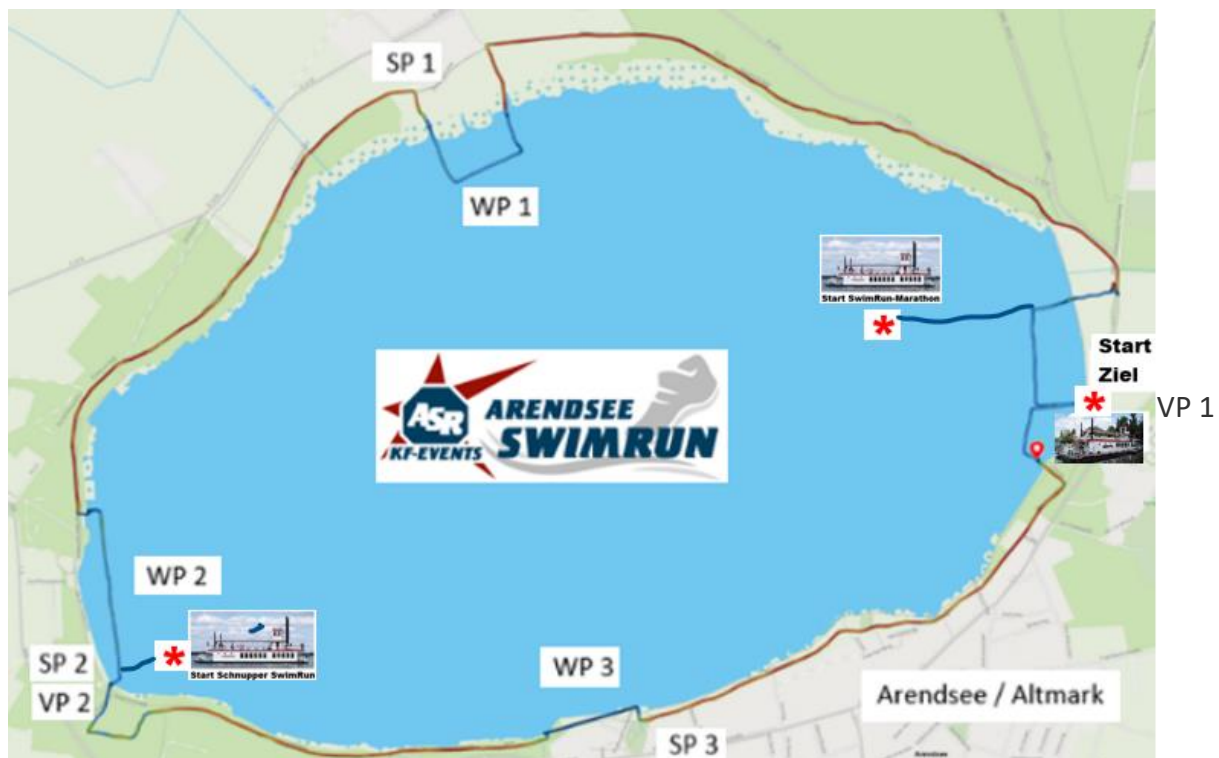 SP 1
WP 1
Start SwimRun-Marathon
Start
Ziel
VP 1
ASR
KF-EVENTS
ARENDSEE
SWIMRUN
WP 2
Start Schnupper SwimRun
SP 2
VP 2
WP 3
SP 3
Arendsee / Altmark
Arendsee